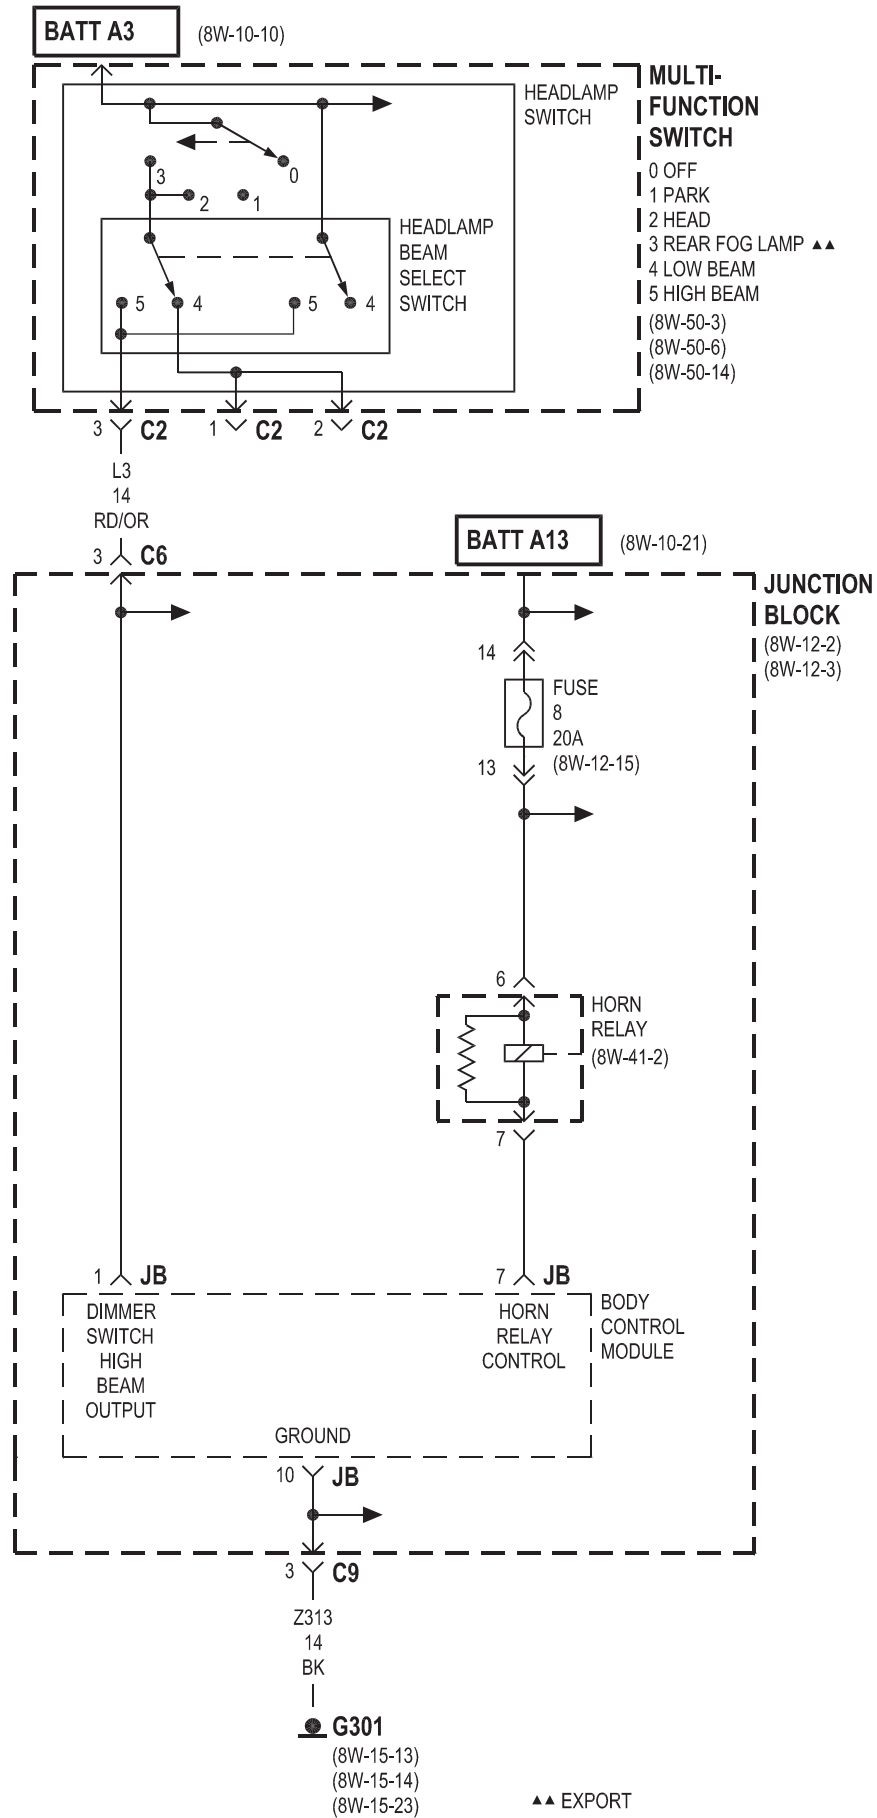 BATT A3
(8W-10-10)
HEADLAMP
SWITCH
MULTI-
FUNCTION
SWITCH
0 OFF
1 PARK
2 HEAD
3 REAR FOG LAMP ▲▲
4 LOW BEAM
5 HIGH BEAM
(8W-50-3)
(8W-50-6)
(8W-50-14)
3
0
2
1
HEADLAMP
BEAM
SELECT
SWITCH
5
4
5
4
3 C2
1 C2
2 C2
L3
14
RD/OR
3 C6
BATT A13
(8W-10-21)
JUNCTION
BLOCK
(8W-12-2)
(8W-12-3)
14
FUSE
8
20A
(8W-12-15)
13
6
HORN
RELAY
(8W-41-2)
7
1 JB
7 JB
DIMMER
SWITCH
HIGH
BEAM
OUTPUT
HORN
RELAY
CONTROL
BODY
CONTROL
MODULE
GROUND
10 JB
3 C9
Z313
14
BK
G301
(8W-15-13)
(8W-15-14)
(8W-15-23)
▲▲ EXPORT